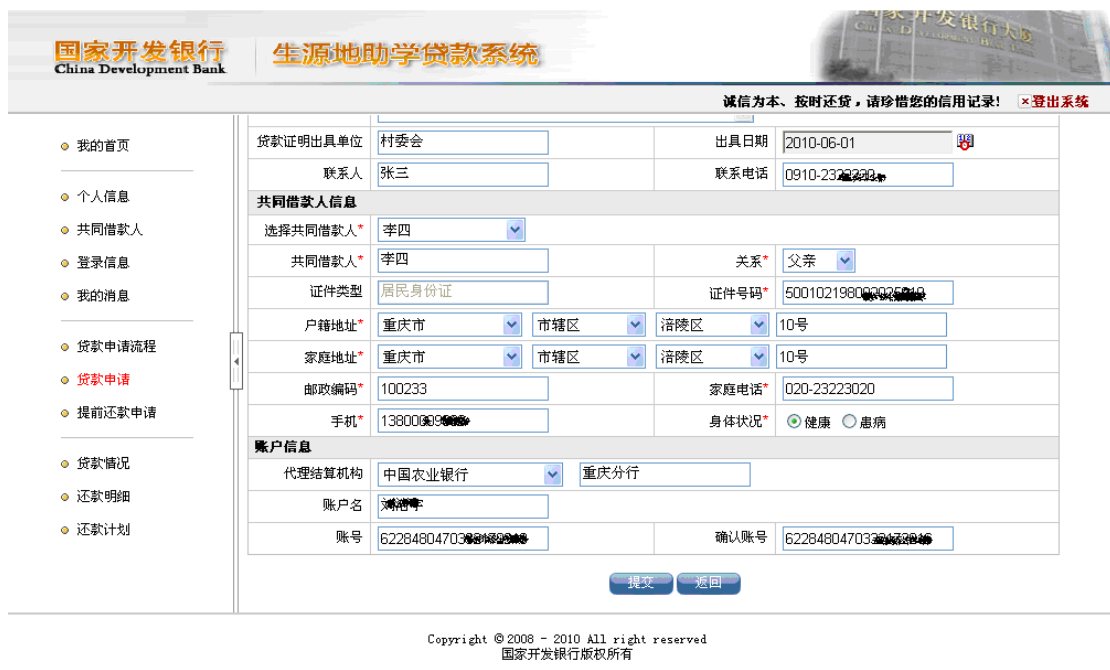 国家开发银行
China Development Bank
生源地助学贷款系统
诚信为本、按时还贷，请珍惜您的信用记录! 登出系统
我的首页
个人信息
共同借款人
登录信息
我的消息
贷款申请流程
贷款申请
提前还款申请
贷款情况
还款明细
还款计划
贷款证明出具单位 村委会 出具日期 2010-06-01
联系人 张三 联系电话 0910-23
共同借款人信息
选择共同借款人* 李四
共同借款人* 李四 关系* 父亲
证件类型 居民身份证 证件号码* 5001021980
户籍地址* 重庆市 市辖区 涪陵区 10号
家庭地址* 重庆市 市辖区 涪陵区 10号
邮政编码* 100233 家庭电话* 020-23223020
手机* 13800 身体状况* 健康 患病
账户信息
代理结算机构 中国农业银行 重庆分行
账户名
账号 62284804703 确认账号 62284804703
提交 返回
Copyright ©2008 - 2010 All right reserved
国家开发银行版权所有